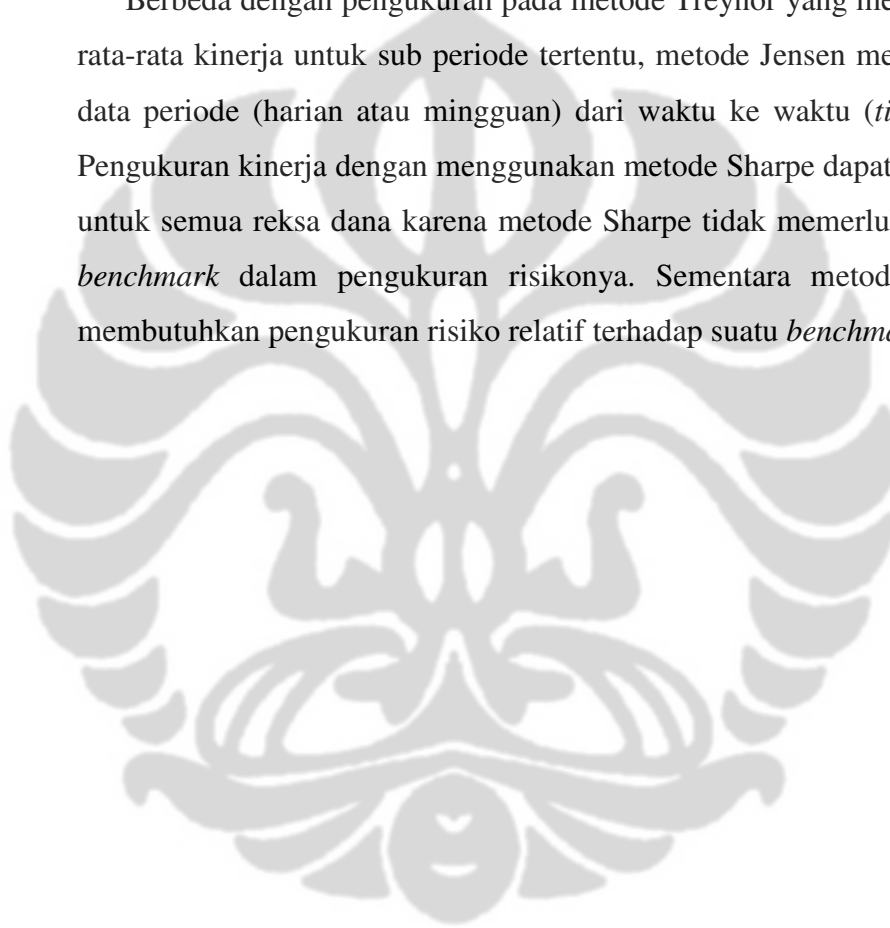 Berbeda dengan pengukuran pada metode Treynor yang me
rata-rata kinerja untuk sub periode tertentu, metode Jensen me
data periode (harian atau mingguan) dari waktu ke waktu (ti
Pengukuran kinerja dengan menggunakan metode Sharpe dapat
untuk semua reksa dana karena metode Sharpe tidak memerlu
benchmark dalam pengukuran risikonya. Sementara metod
membutuhkan pengukuran risiko relatif terhadap suatu benchma